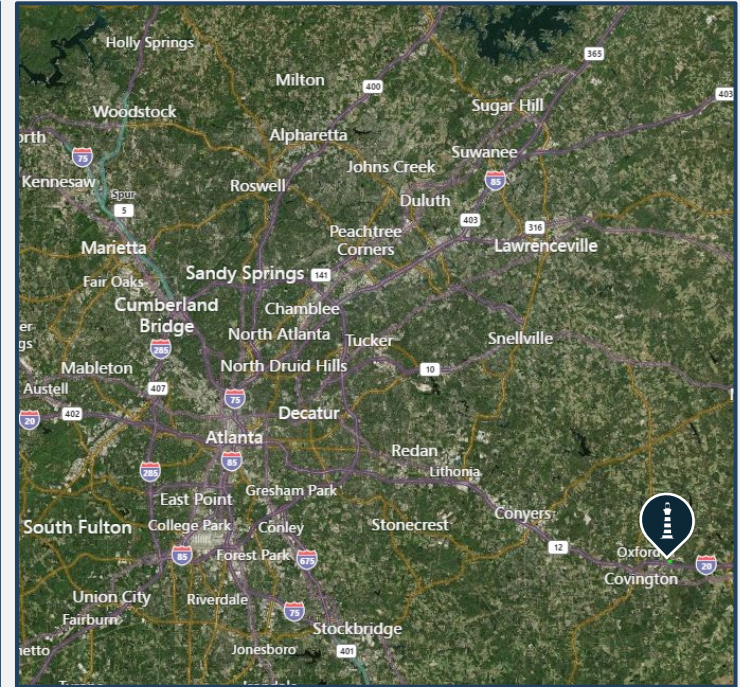 Holly Springs
Milton
400
365
403
Woodstock
Sugar Hill
orth
75
Alpharetta
Suwanee
Johns Creek
Kennesaw
Roswell
85
Spur
5
Duluth
403
316
Peachtree
Corners
Marietta
Lawrenceville
Sandy Springs
141
Fair Oaks
Cumberland
Bridge
Chamblee
er-
gs
North Atlanta
Tucker
Snellville
285
Mableton
North Druid Hills
10
Austell
407
75
20
402
Decatur
Atlanta
85
Redan
Lithonia
285
Gresham Park
East Point
Conyers
South Fulton
College Park
Conley
Stonecrest
12
85
Forest Park
675
Oxford
20
Covington
Union City
Riverdale
75
Fairburn
Stockbridge
netto
Jonesboro
401